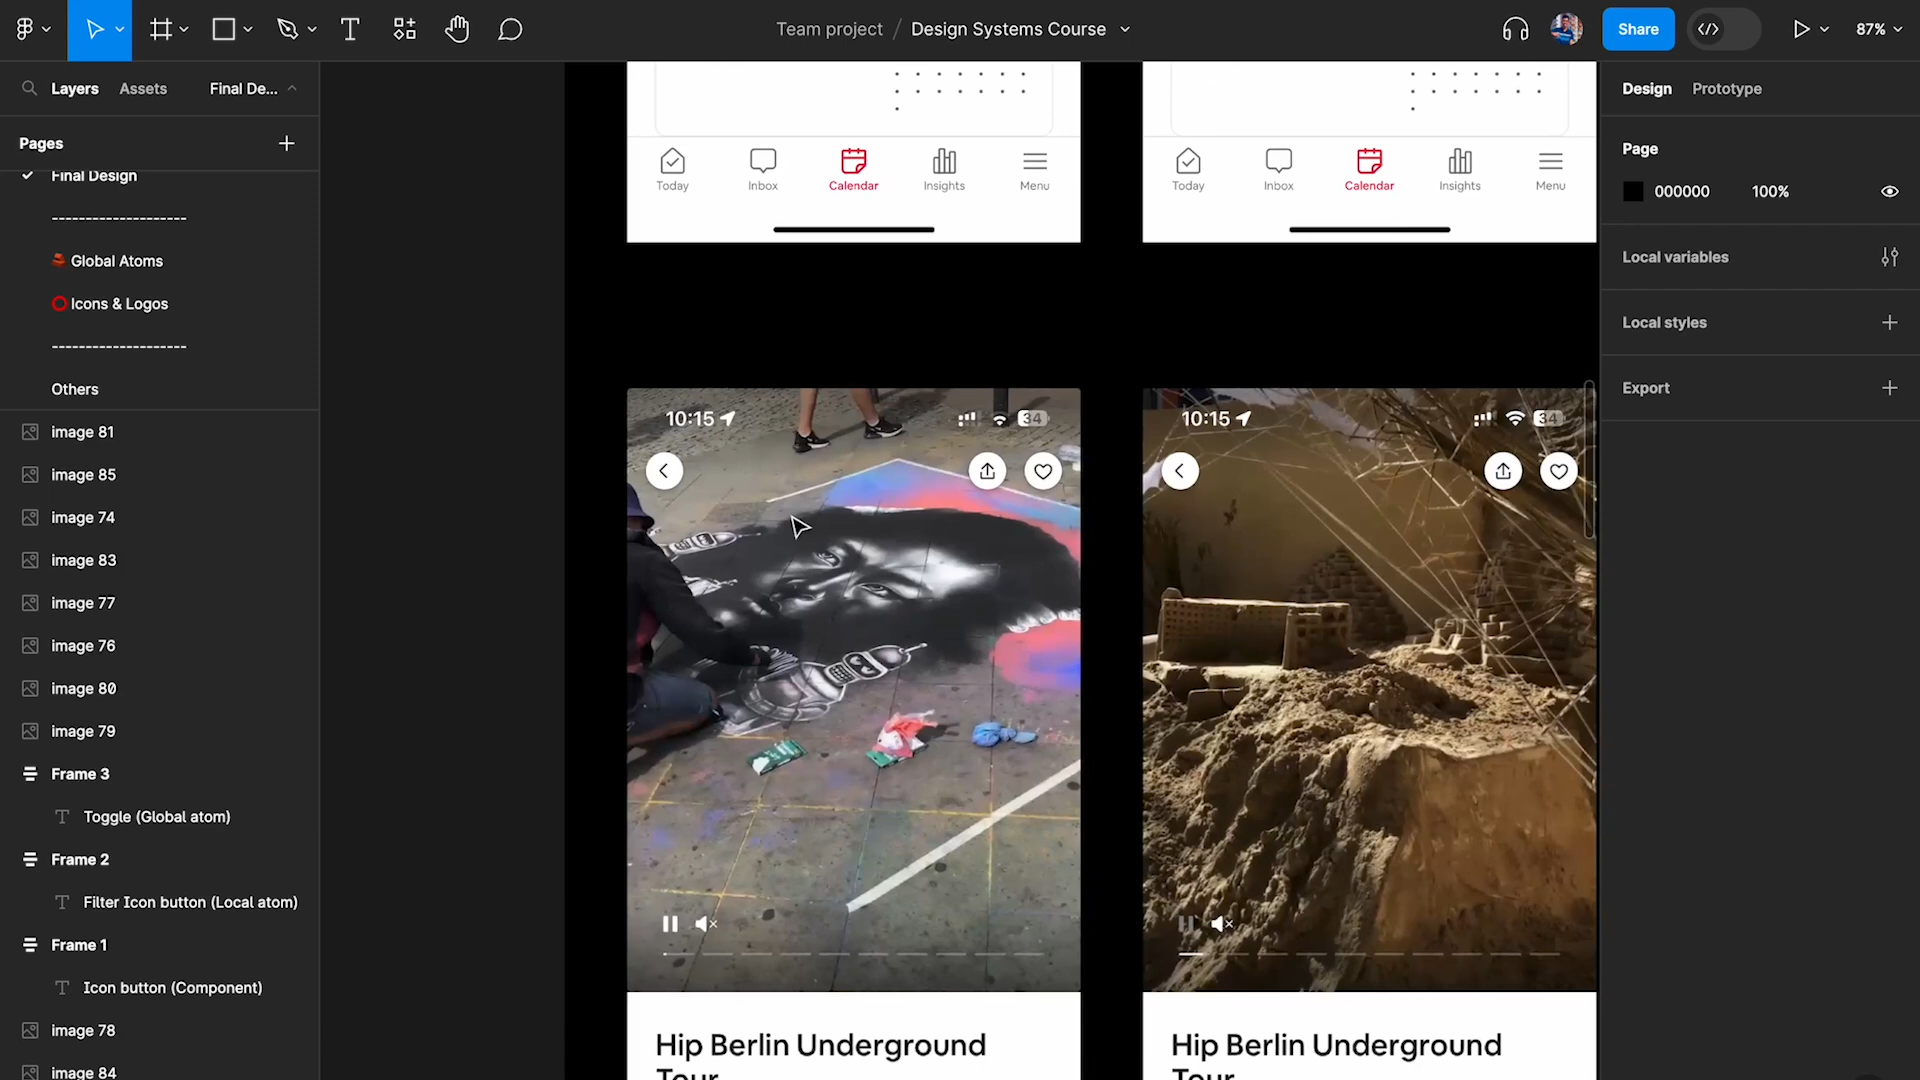 Team project / Design Systems Course
Share
87%
Layers
Assets
Final De...
Pages
Final Design
--------------------
Global Atoms
Icons & Logos
--------------------
Others
image 81
image 85
image 74
image 83
image 77
image 76
image 80
image 79
Frame 3
Toggle (Global atom)
Frame 2
Filter Icon button (Local atom)
Frame 1
Icon button (Component)
image 78
image 84
Today
Inbox
Calendar
Insights
Menu
Today
Inbox
Calendar
Insights
Menu
10:15
34
10:15
34
Hip Berlin Underground
Tour
Hip Berlin Underground
Tour
Design
Prototype
Page
000000
100%
Local variables
Local styles
Export